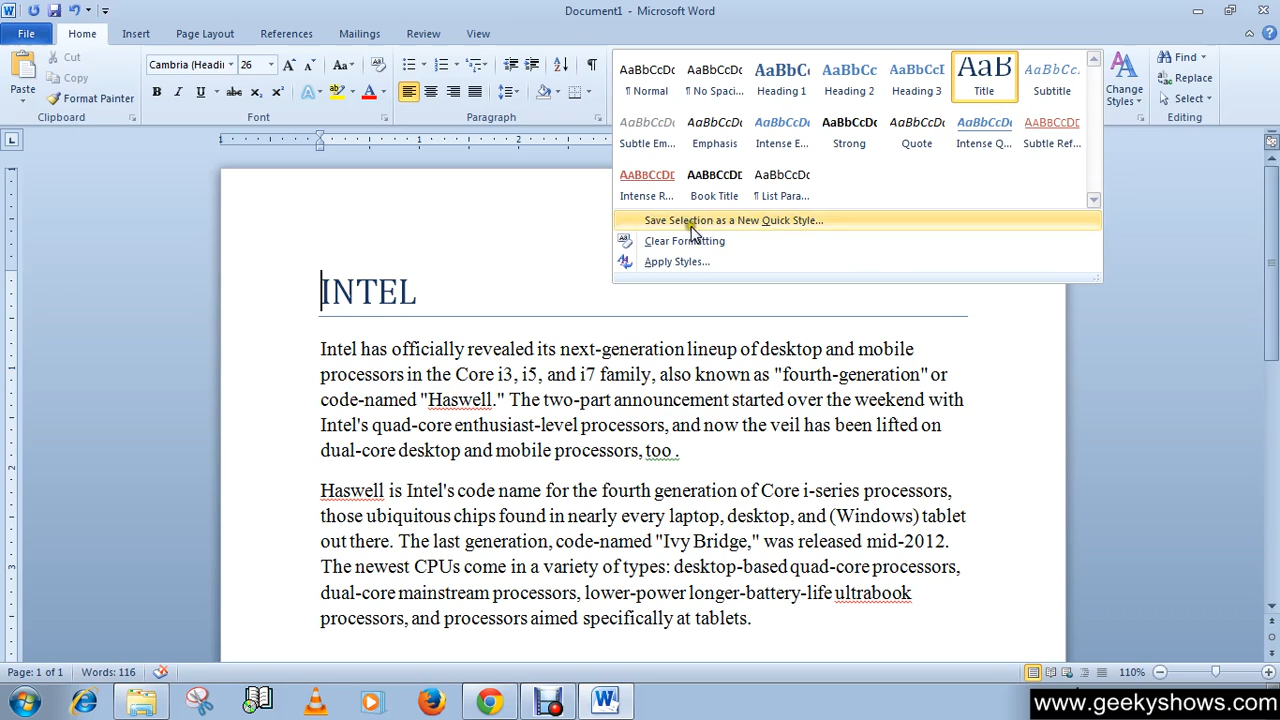 Document1 - Microsoft Word
File Home Insert Page Layout References Mailings Review View
Paste
Cut
Copy
Format Painter
Clipboard
Cambria (Headi 26
Font
Paragraph
AaBbCcDc AaBbCcDc AaBbC AaBbCc AaBbCcI AaB AaBbCc.
¶ Normal ¶ No Spaci... Heading 1 Heading 2 Heading 3 Title Subtitle
AaBbCcDc AaBbCcDc AaBbCcDc AaBbCcDc AaBbCcDc AaBbCcDc AABBCCDD
Subtle Em... Emphasis Intense E... Strong Quote Intense Q... Subtle Ref...
AABBCCDD AABBCCDD AaBbCcDc
Intense R... Book Title ¶ List Para...
Save Selection as a New Quick Style...
Clear Formatting
Apply Styles...
Change Styles
Find
Replace
Select
Editing
INTEL
Intel has officially revealed its next-generation lineup of desktop and mobile
processors in the Core i3, i5, and i7 family, also known as "fourth-generation" or
code-named "Haswell." The two-part announcement started over the weekend with
Intel's quad-core enthusiast-level processors, and now the veil has been lifted on
dual-core desktop and mobile processors, too .
Haswell is Intel's code name for the fourth generation of Core i-series processors,
those ubiquitous chips found in nearly every laptop, desktop, and (Windows) tablet
out there. The last generation, code-named "Ivy Bridge," was released mid-2012.
The newest CPUs come in a variety of types: desktop-based quad-core processors,
dual-core mainstream processors, lower-power longer-battery-life ultrabook
processors, and processors aimed specifically at tablets.
Page: 1 of 1 Words: 116 110%
www.geekyshows.com